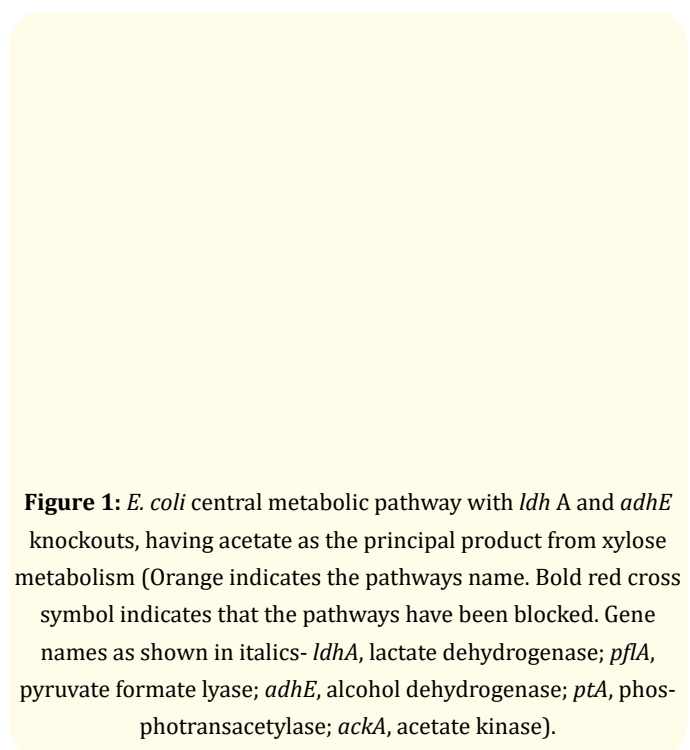 Figure 1: E. coli central metabolic pathway with ldh A and adhE
knockouts, having acetate as the principal product from xylose
metabolism (Orange indicates the pathways name. Bold red cross
symbol indicates that the pathways have been blocked. Gene
names as shown in italics- ldhA, lactate dehydrogenase; pflA,
pyruvate formate lyase; adhE, alcohol dehydrogenase; ptA, phos-
photransacetylase; ackA, acetate kinase).